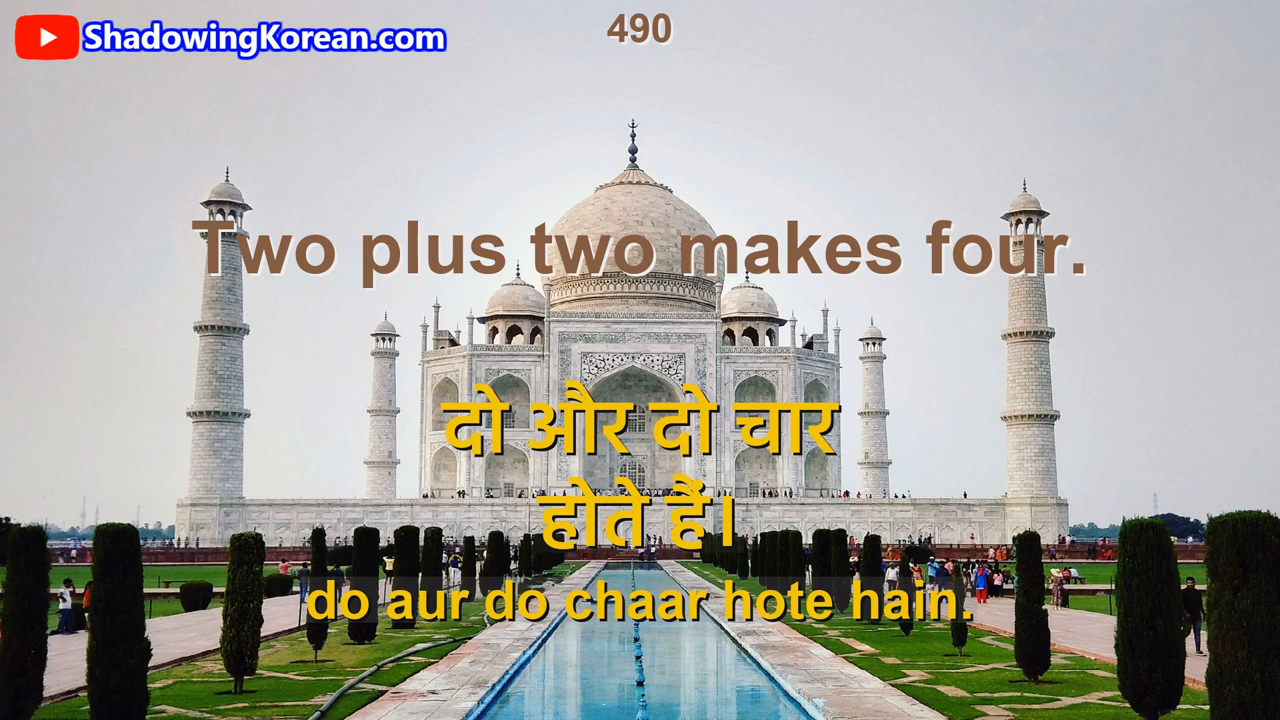 ShadowingKorean.com
490
Two plus two makes four.
दो और दो चार
होते हैं।
do aur do chaar hote hain.